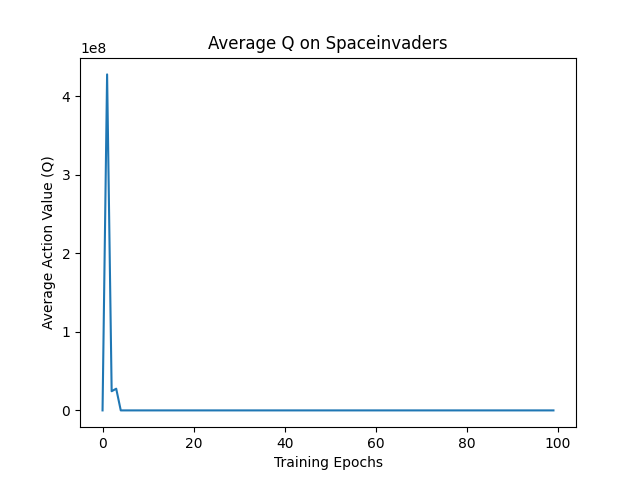 Average Q on Spaceinvaders
1e8
4
3
2
1
0
Average Action Value (Q)
0 20 40 60 80 100
Training Epochs